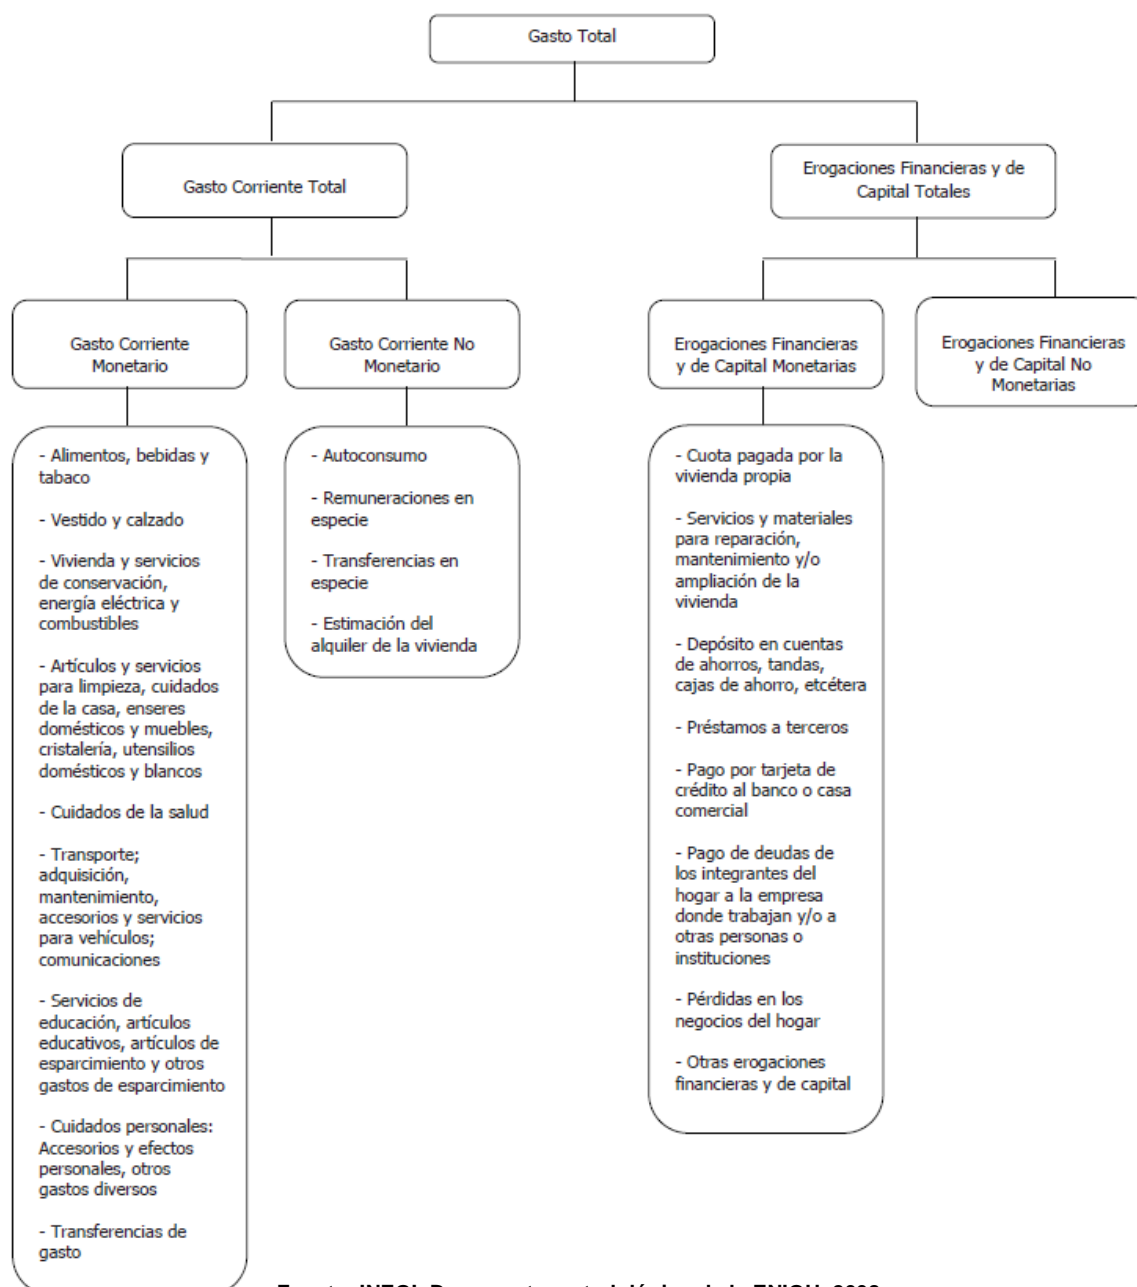 Gasto Total
Gasto Corriente Total
Erogaciones Financieras y de
Capital Totales
Gasto Corriente
Monetario
Gasto Corriente No
Monetario
Erogaciones Financieras
y de Capital Monetarias
Erogaciones Financieras
y de Capital No
Monetarias
- Alimentos, bebidas y
tabaco
- Vestido y calzado
- Vivienda y servicios
de conservación,
energía eléctrica y
combustibles
- Artículos y servicios
para limpieza, cuidados
de la casa, enseres
domésticos y muebles,
cristalería, utensilios
domésticos y blancos
- Cuidados de la salud
- Transporte;
adquisición,
mantenimiento,
accesorios y servicios
para vehículos;
comunicaciones
- Servicios de
educación, artículos
educativos, artículos de
esparcimiento y otros
gastos de esparcimiento
- Cuidados personales:
Accesorios y efectos
personales, otros
gastos diversos
- Transferencias de
gasto
- Autoconsumo
- Remuneraciones en
especie
- Transferencias en
especie
- Estimación del
alquiler de la vivienda
- Cuota pagada por la
vivienda propia
- Servicios y materiales
para reparación,
mantenimiento y/o
ampliación de la
vivienda
- Depósito en cuentas
de ahorros, tandas,
cajas de ahorro, etcétera
- Préstamos a terceros
- Pago por tarjeta de
crédito al banco o casa
comercial
- Pago de deudas de
los integrantes del
hogar a la empresa
donde trabajan y/o a
otras personas o
instituciones
- Pérdidas en los
negocios del hogar
- Otras erogaciones
financieras y de capital